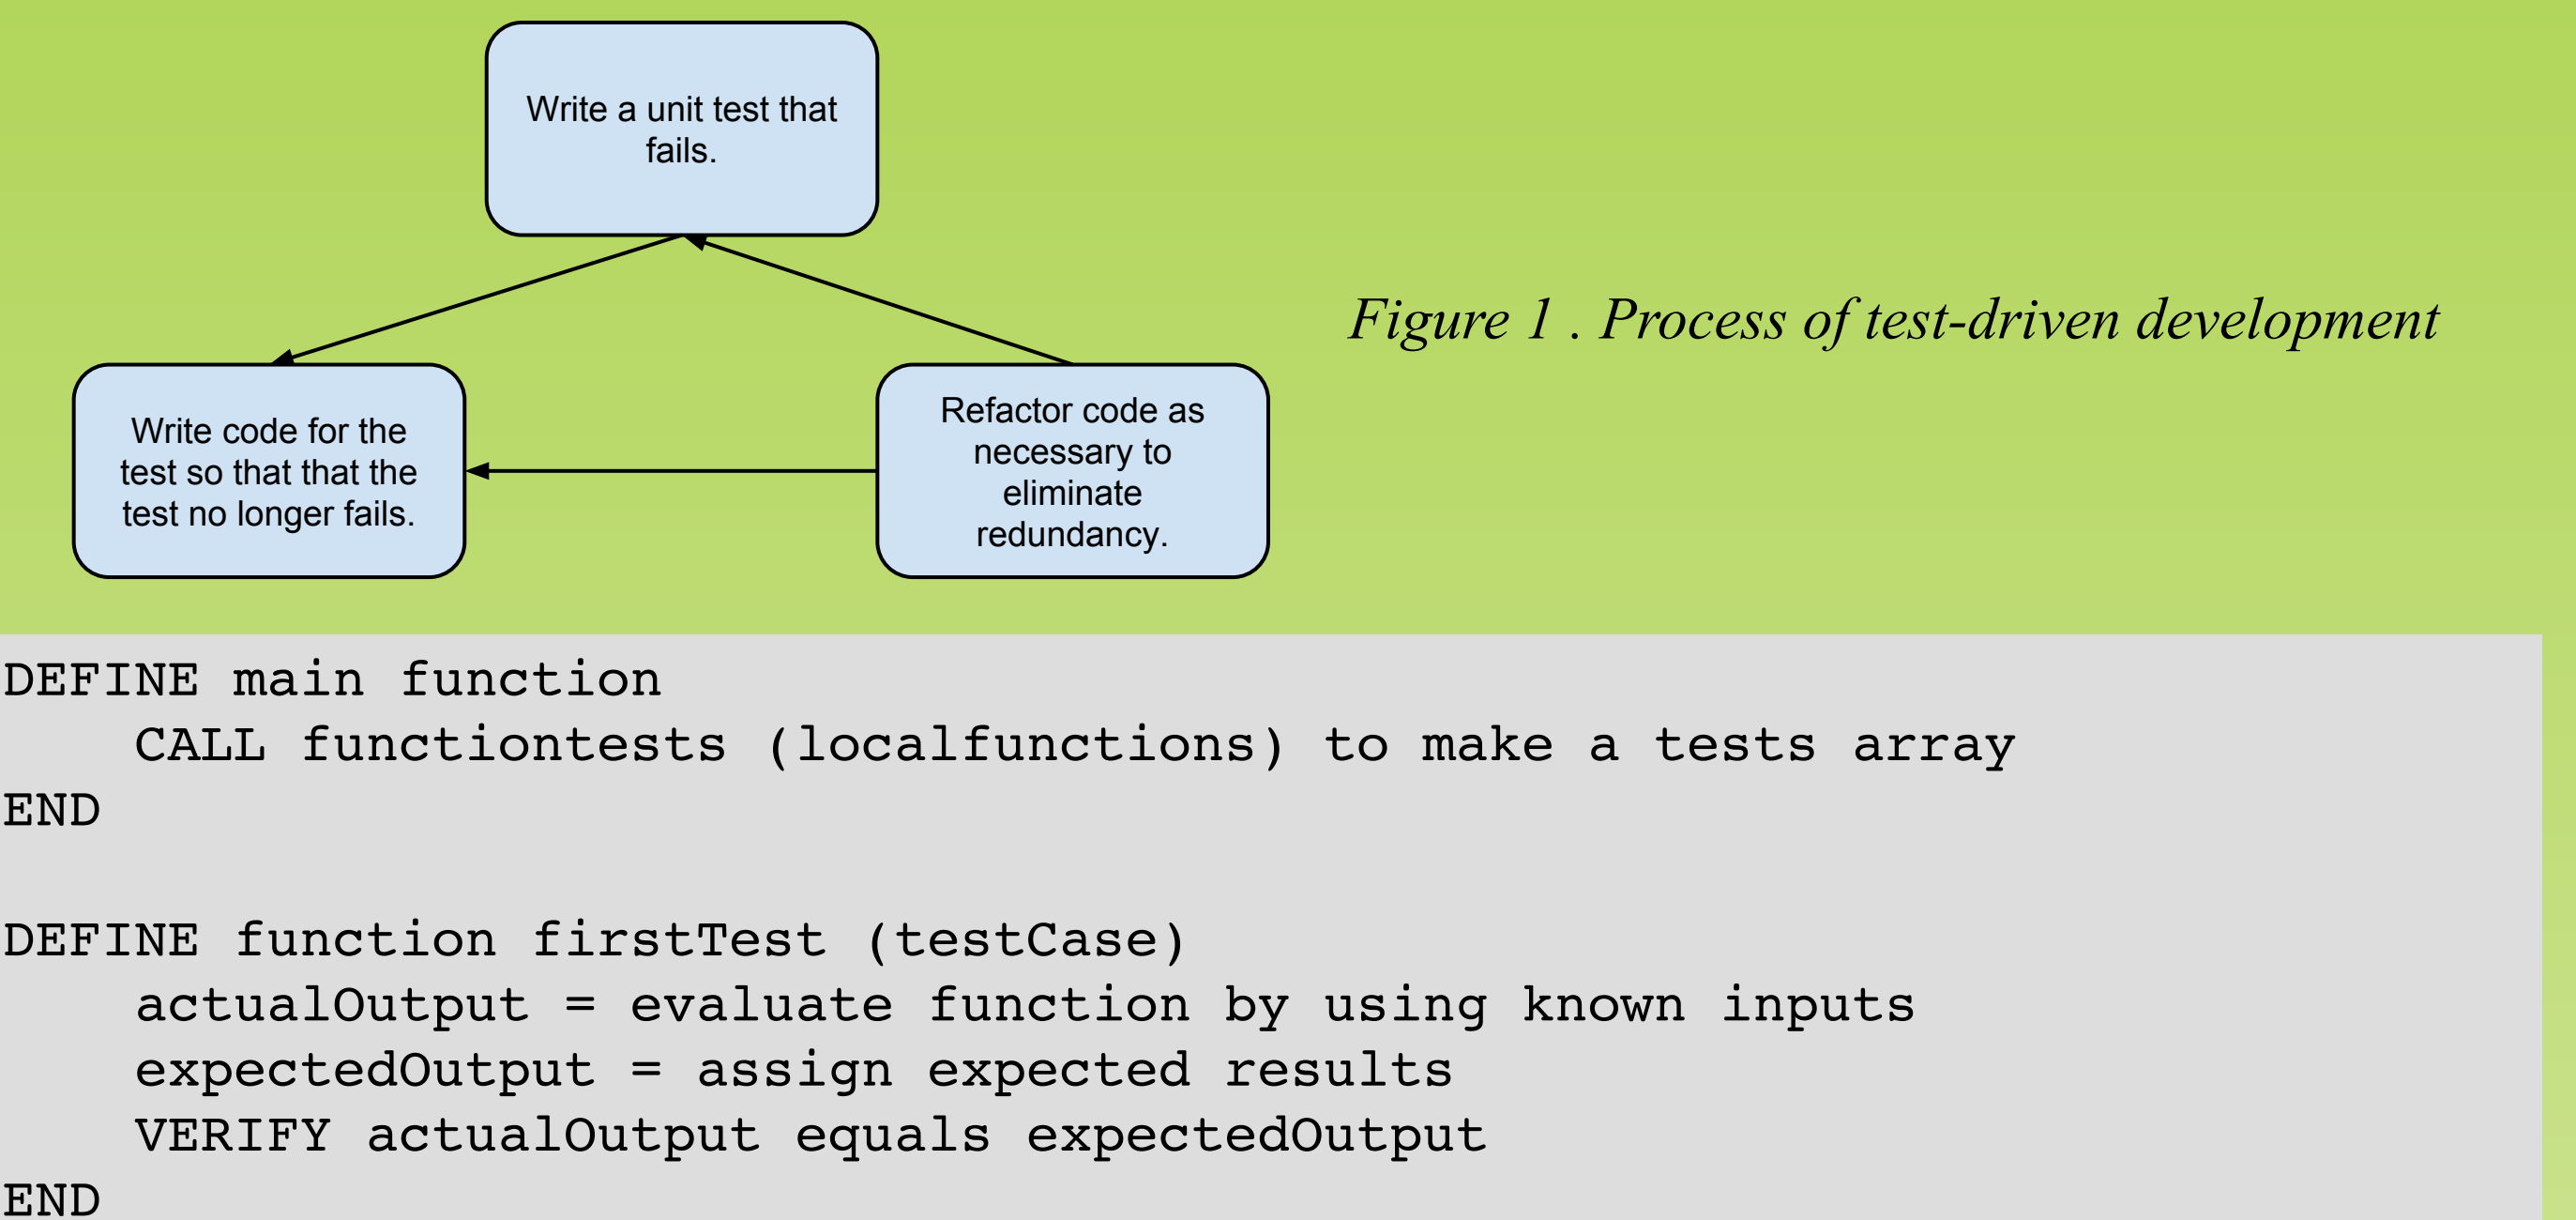 Write a unit test that
fails.
Figure 1 . Process of test-driven development
Write code for the
test so that that the
test no longer fails.
Refactor code as
necessary to
eliminate
redundancy.
DEFINE main function
CALL functiontests (localfunctions) to make a tests array
END
DEFINE function firstTest (testCase)
actualOutput = evaluate function by using known inputs
expectedOutput = assign expected results
VERIFY actualOutput equals expectedOutput
END